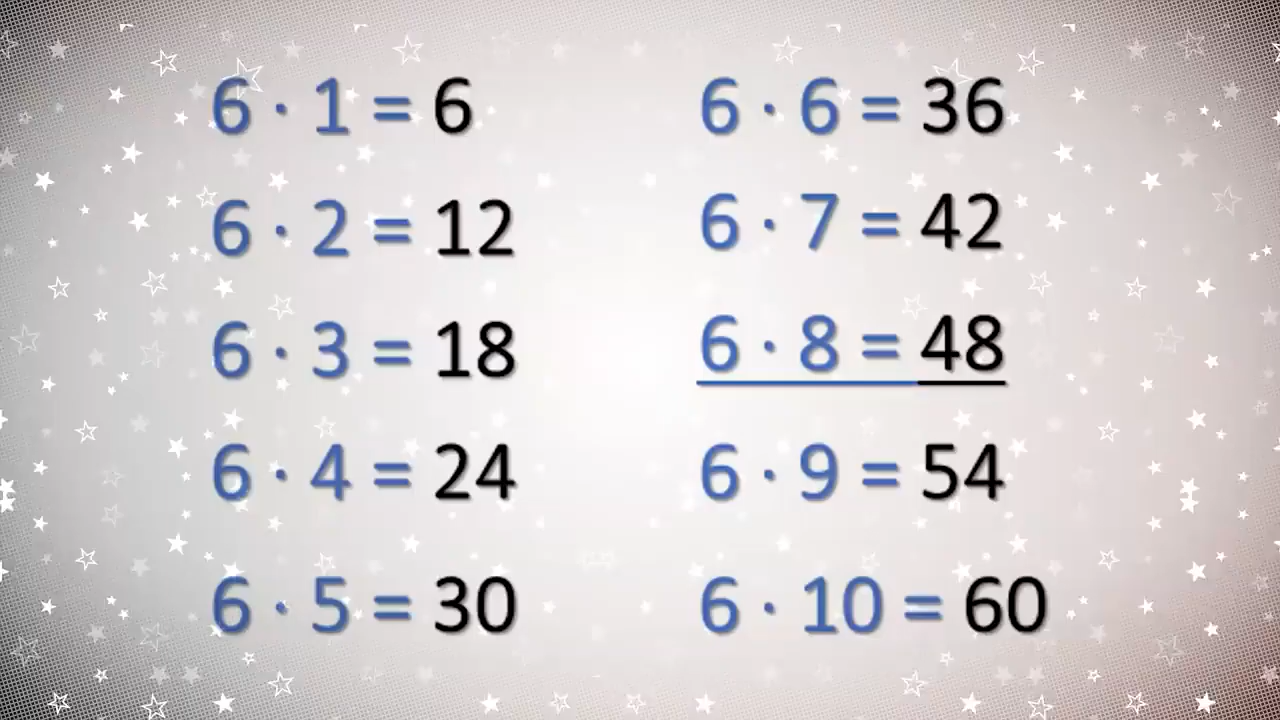 6 · 1 = 6
6 · 2 = 12
6 · 3 = 18
6 · 4 = 24
6 · 5 = 30
6 · 6 = 36
6 · 7 = 42
6 · 8 = 48
6 · 9 = 54
6 · 10 = 60